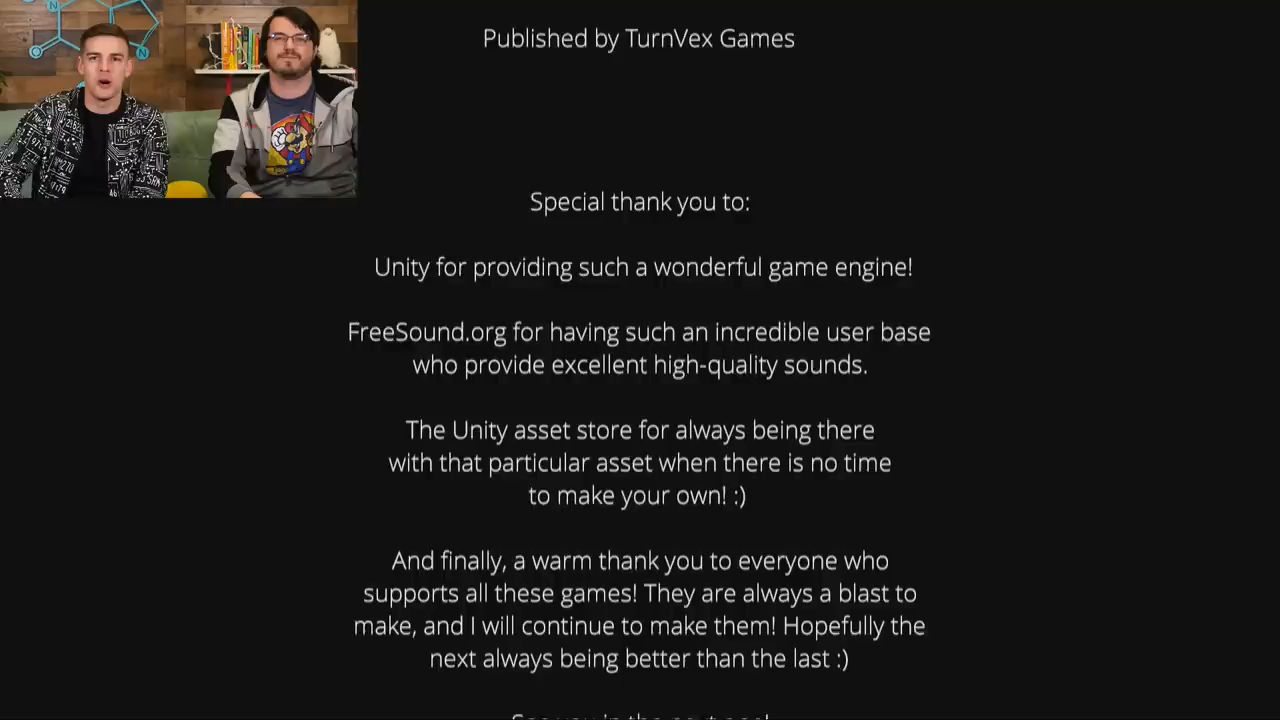 Published by TurnVex Games
Special thank you to:
Unity for providing such a wonderful game engine!
FreeSound.org for having such an incredible user base
who provide excellent high-quality sounds.
The Unity asset store for always being there
with that particular asset when there is no time
to make your own! :)
And finally, a warm thank you to everyone who
supports all these games! They are always a blast to
make, and I will continue to make them! Hopefully the
next always being better than the last :)